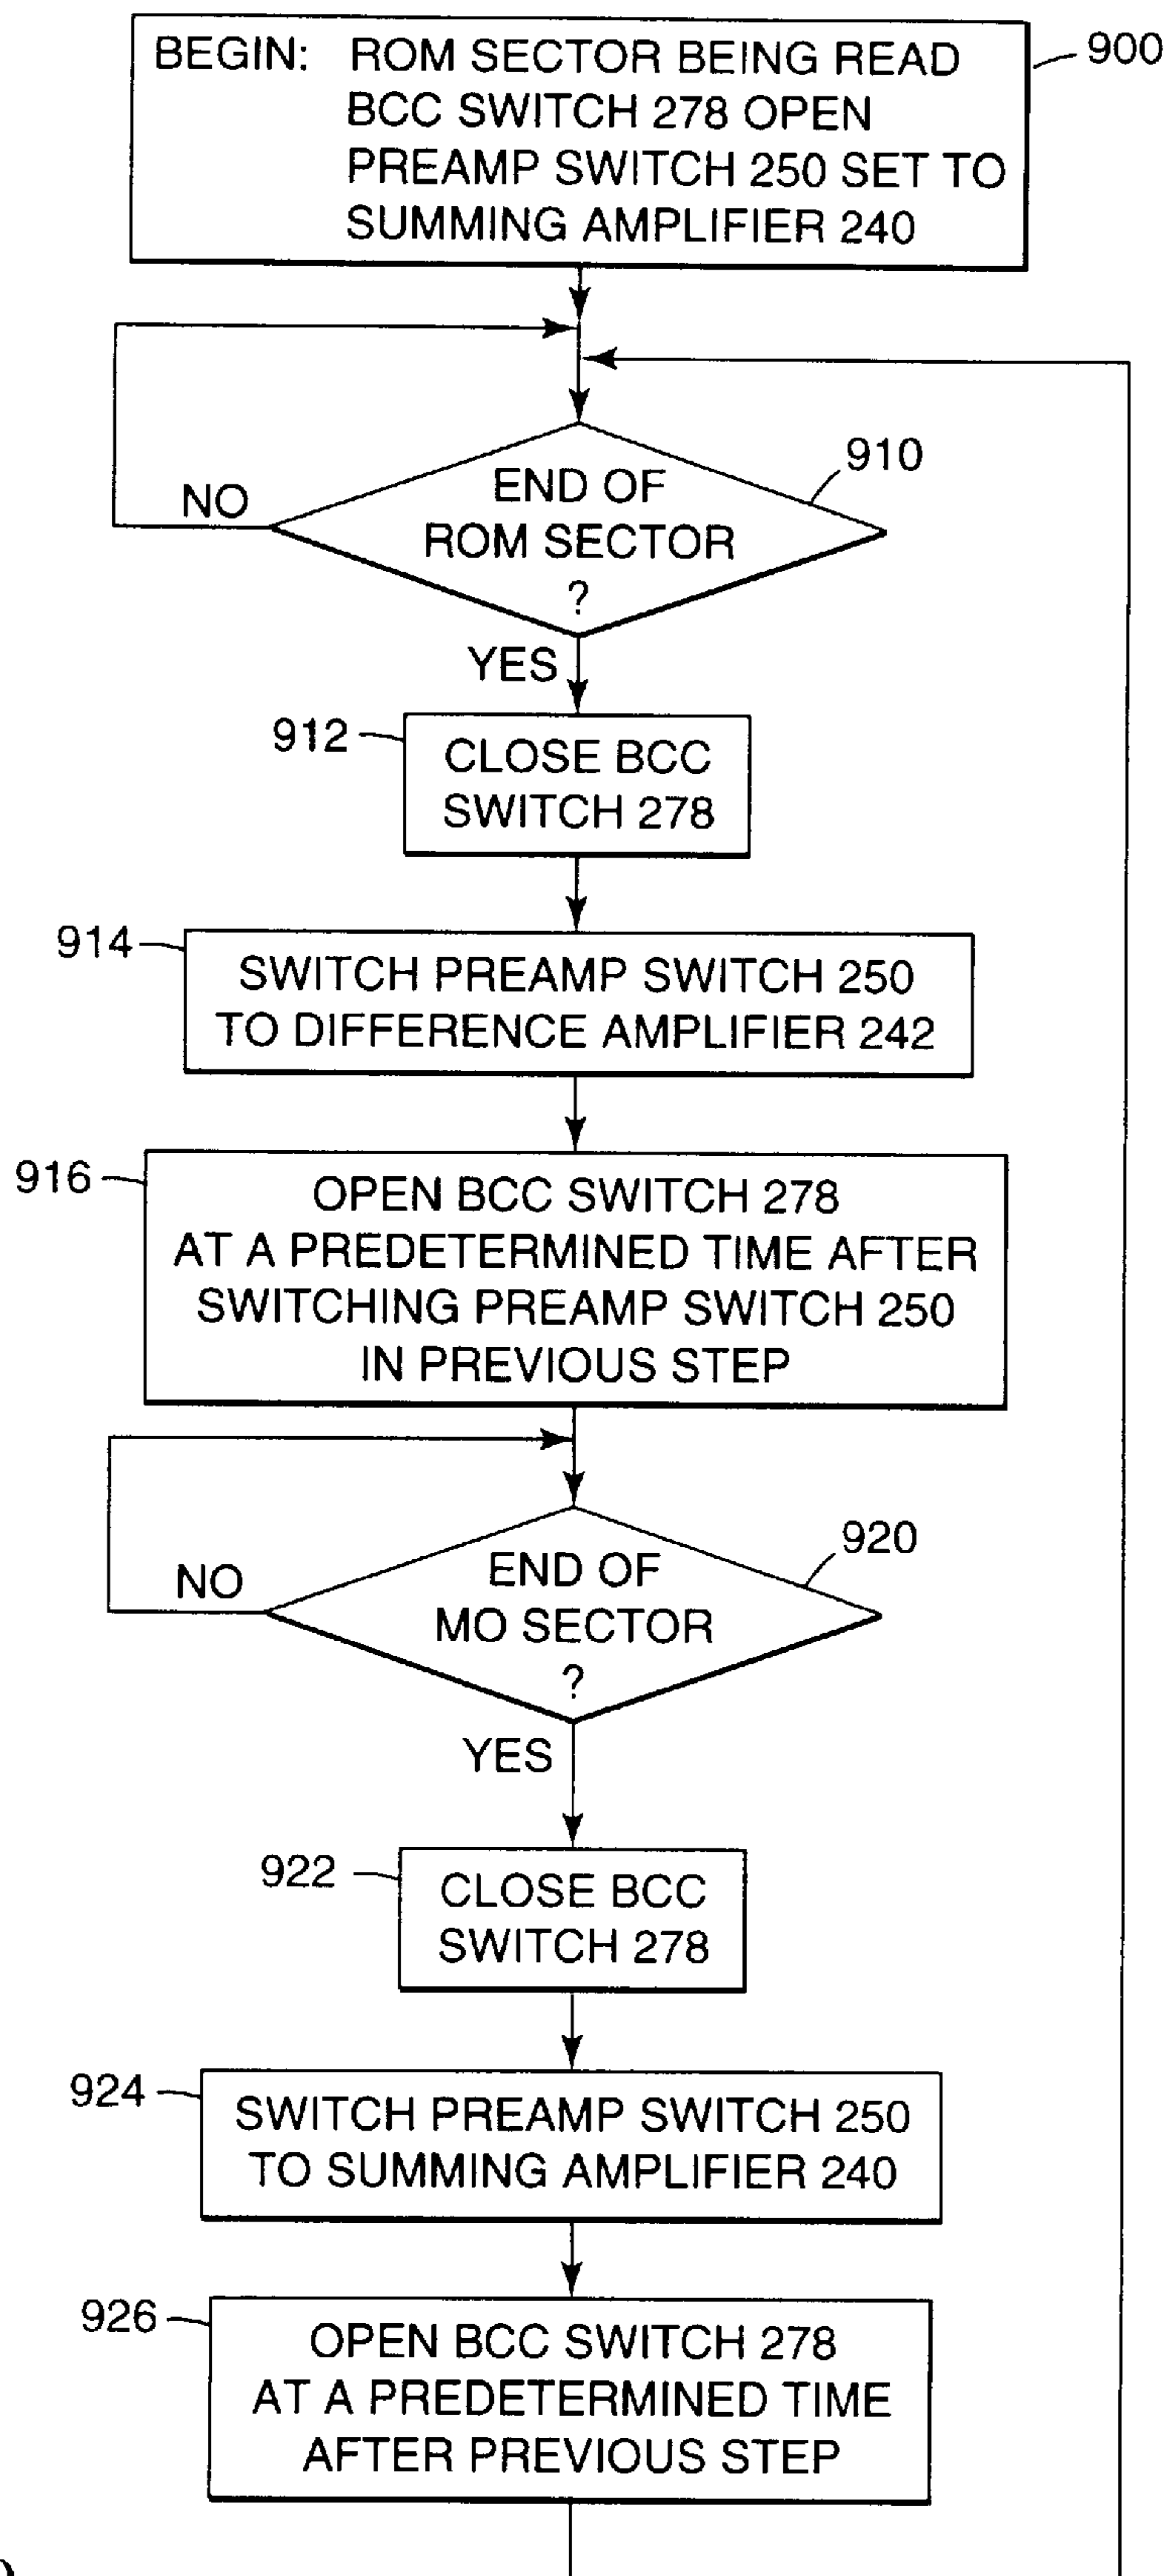 BEGIN: ROM SECTOR BEING READ
BCC SWITCH 278 OPEN
PREAMP SWITCH 250 SET TO
SUMMING AMPLIFIER 240
900
END OF
ROM SECTOR
?
910
NO
YES
912
CLOSE BCC
SWITCH 278
914
SWITCH PREAMP SWITCH 250
TO DIFFERENCE AMPLIFIER 242
916
OPEN BCC SWITCH 278
AT A PREDETERMINED TIME AFTER
SWITCHING PREAMP SWITCH 250
IN PREVIOUS STEP
920
END OF
MO SECTOR
?
NO
YES
922
CLOSE BCC
SWITCH 278
924
SWITCH PREAMP SWITCH 250
TO SUMMING AMPLIFIER 240
926
OPEN BCC SWITCH 278
AT A PREDETERMINED TIME
AFTER PREVIOUS STEP